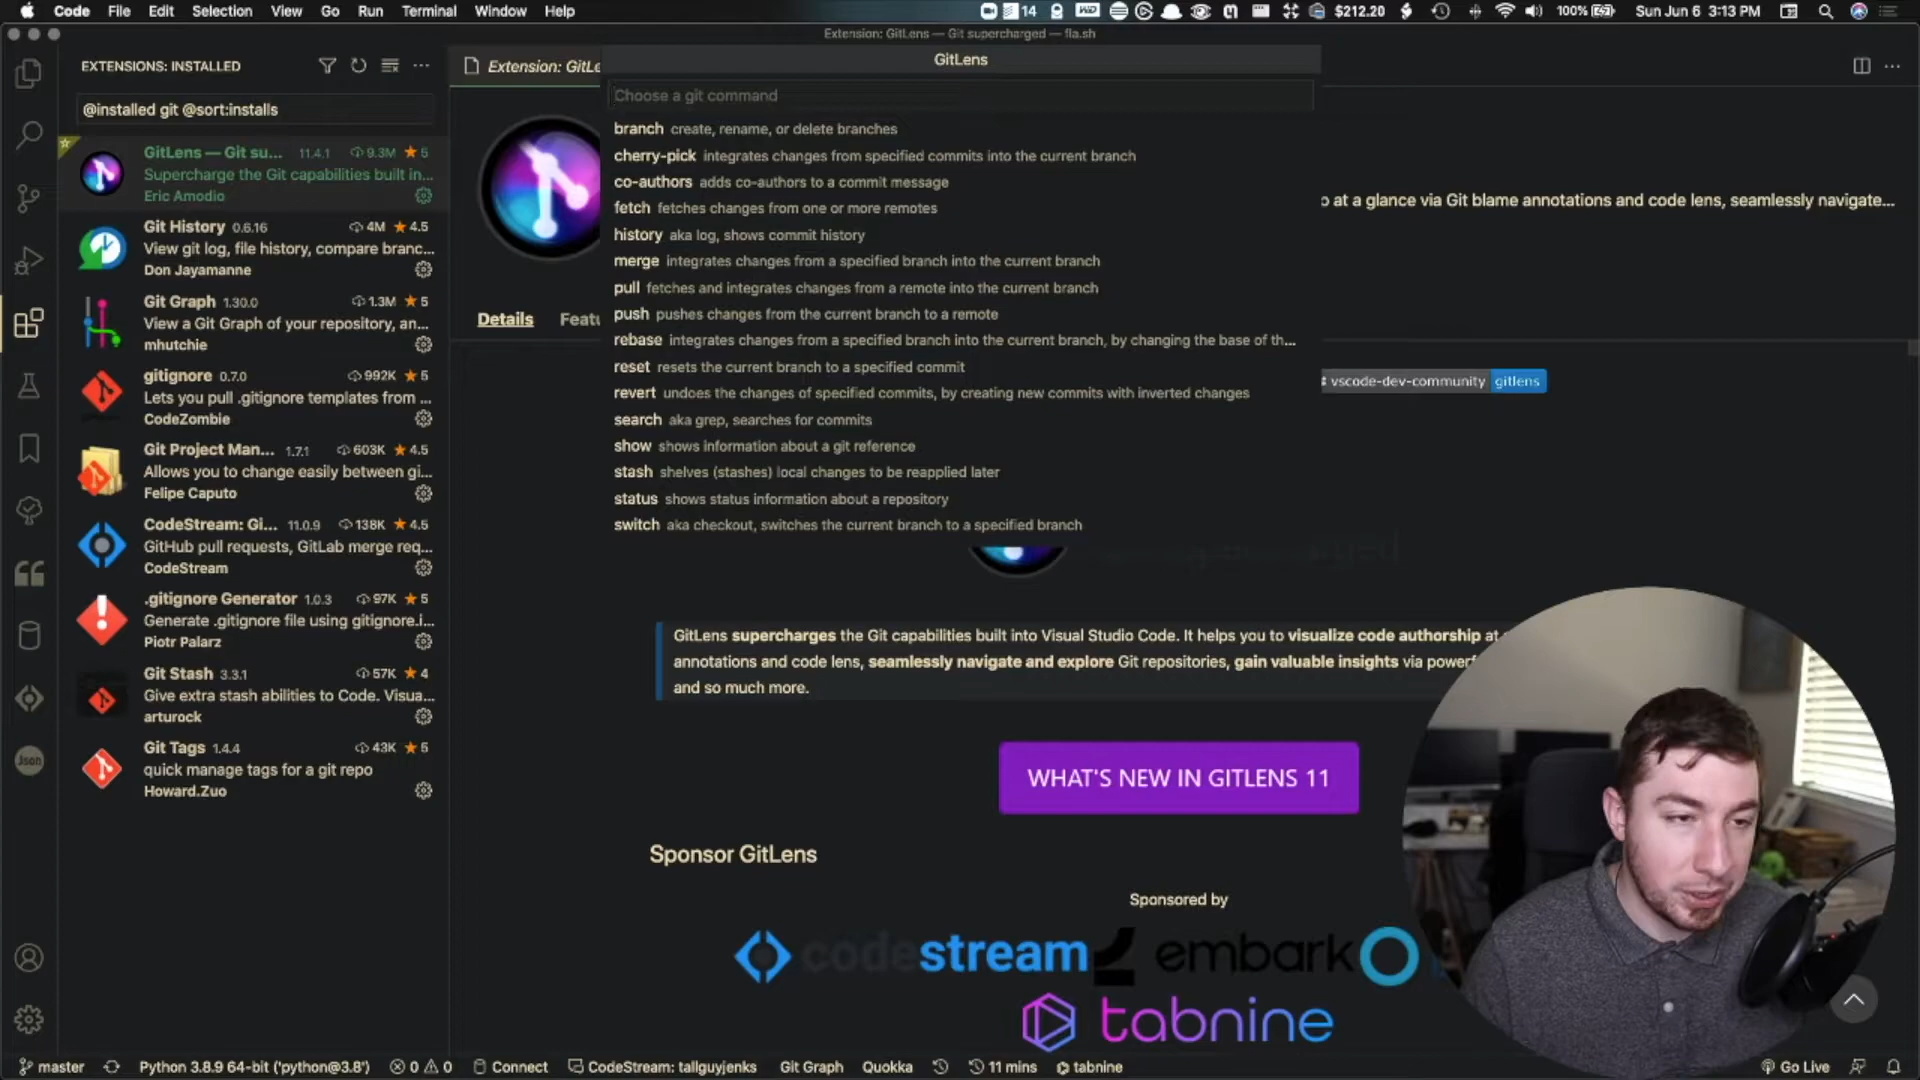 Code File Edit Selection View Go Run Terminal Window Help
14 $212.20 100% Sun Jun 6 3:13 PM
Extension: GitLens — Git supercharged — fla.sh
EXTENSIONS: INSTALLED
@installed git @sort:installs
GitLens — Git su... 11.4.1 9.3M ★ 5
Supercharge the Git capabilities built in...
Eric Amodio
Git History 0.6.16 4M ★ 4.5
View git log, file history, compare branc...
Don Jayamanne
Git Graph 1.30.0 1.3M ★ 5
View a Git Graph of your repository, an...
mhutchie
gitignore 0.7.0 992K ★ 5
Lets you pull .gitignore templates from ...
CodeZombie
Git Project Man... 1.7.1 603K ★ 4.5
Allows you to change easily between gi...
Felipe Caputo
CodeStream: Gi... 11.0.9 138K ★ 4.5
GitHub pull requests, GitLab merge req...
CodeStream
.gitignore Generator 1.0.3 97K ★ 5
Generate .gitignore file using gitignore.i...
Piotr Palarz
Git Stash 3.3.1 57K ★ 4
Give extra stash abilities to Code. Visua...
arturock
Git Tags 1.4.4 43K ★ 5
quick manage tags for a git repo
Howard.Zuo
Json
Extension: GitLe
GitLens
Choose a git command
branch create, rename, or delete branches
cherry-pick integrates changes from specified commits into the current branch
co-authors adds co-authors to a commit message
fetch fetches changes from one or more remotes
history aka log, shows commit history
merge integrates changes from a specified branch into the current branch
pull fetches and integrates changes from a remote into the current branch
push pushes changes from the current branch to a remote
rebase integrates changes from a specified branch into the current branch, by changing the base of th...
reset resets the current branch to a specified commit
revert undoes the changes of specified commits, by creating new commits with inverted changes
search aka grep, searches for commits
show shows information about a git reference
stash shelves (stashes) local changes to be reapplied later
status shows status information about a repository
switch aka checkout, switches the current branch to a specified branch
o at a glance via Git blame annotations and code lens, seamlessly navigate...
Details Featu
vscode-dev-community gitlens
GitLens supercharges the Git capabilities built into Visual Studio Code. It helps you to visualize code authorship at
annotations and code lens, seamlessly navigate and explore Git repositories, gain valuable insights via powerf
and so much more.
WHAT'S NEW IN GITLENS 11
Sponsor GitLens
Sponsored by
codestream embark
tabnine
master Python 3.8.9 64-bit ('python@3.8') 0 0 Connect CodeStream: tallguyjenks Git Graph Quokka 11 mins tabnine Go Live